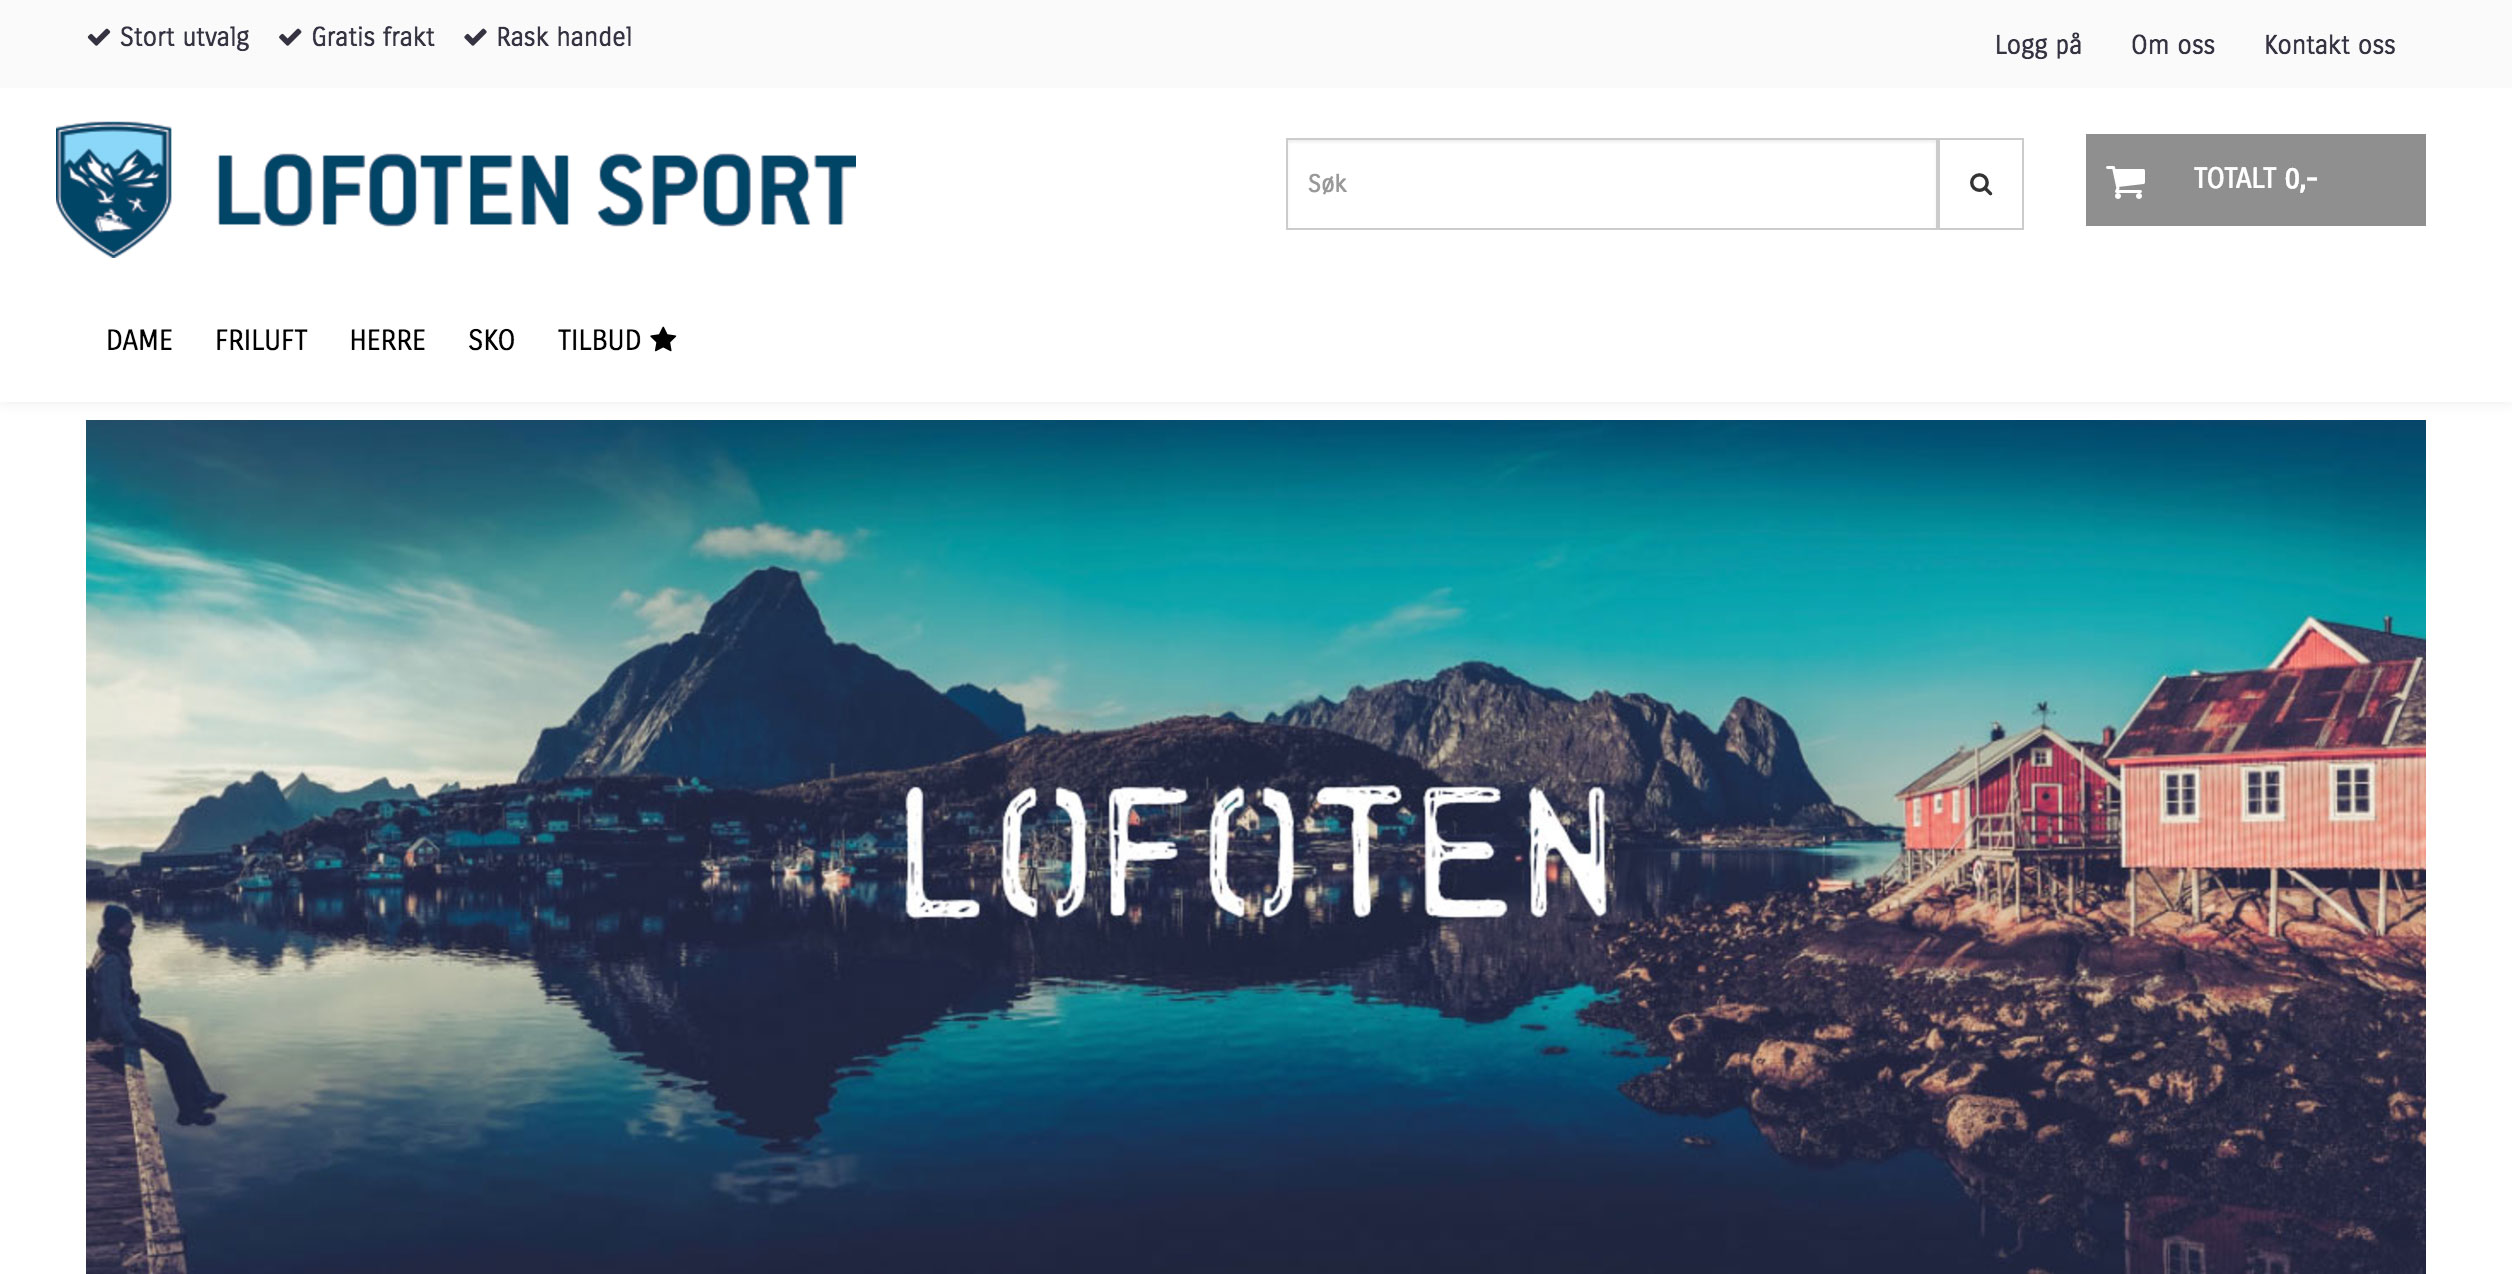 Stort utvalg Gratis frakt Rask handel
Logg på Om oss Kontakt oss
LOFOTEN SPORT
Søk
TOTALT 0,-
DAME FRILUFT HERRE SKO TILBUD
LOFOTEN